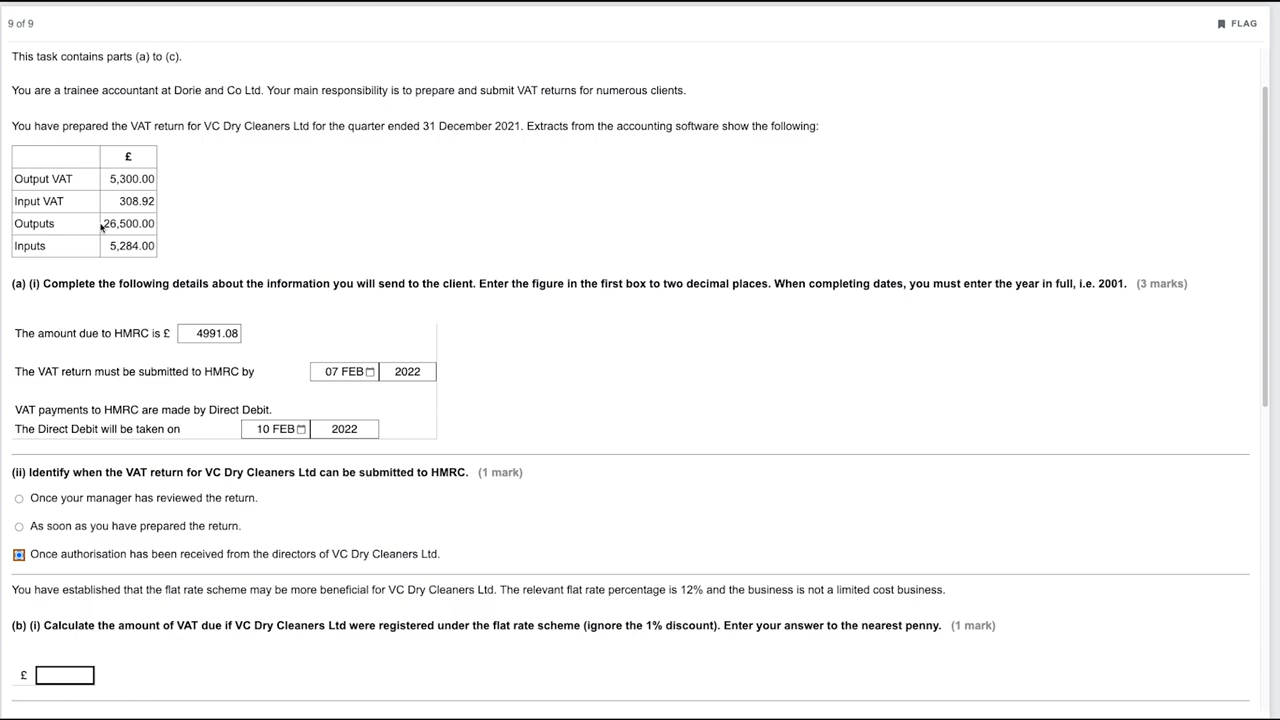 9 of 9
FLAG
This task contains parts (a) to (c).
You are a trainee accountant at Dorie and Co Ltd. Your main responsibility is to prepare and submit VAT returns for numerous clients.
You have prepared the VAT return for VC Dry Cleaners Ltd for the quarter ended 31 December 2021. Extracts from the accounting software show the following:
£
Output VAT 5,300.00
Input VAT 308.92
Outputs 26,500.00
Inputs 5,284.00
(a) (i) Complete the following details about the information you will send to the client. Enter the figure in the first box to two decimal places. When completing dates, you must enter the year in full, i.e. 2001. (3 marks)
The amount due to HMRC is £ 4991.08
The VAT return must be submitted to HMRC by 07 FEB 2022
VAT payments to HMRC are made by Direct Debit.
The Direct Debit will be taken on 10 FEB 2022
(ii) Identify when the VAT return for VC Dry Cleaners Ltd can be submitted to HMRC. (1 mark)
Once your manager has reviewed the return.
As soon as you have prepared the return.
Once authorisation has been received from the directors of VC Dry Cleaners Ltd.
You have established that the flat rate scheme may be more beneficial for VC Dry Cleaners Ltd. The relevant flat rate percentage is 12% and the business is not a limited cost business.
(b) (i) Calculate the amount of VAT due if VC Dry Cleaners Ltd were registered under the flat rate scheme (ignore the 1% discount). Enter your answer to the nearest penny. (1 mark)
£